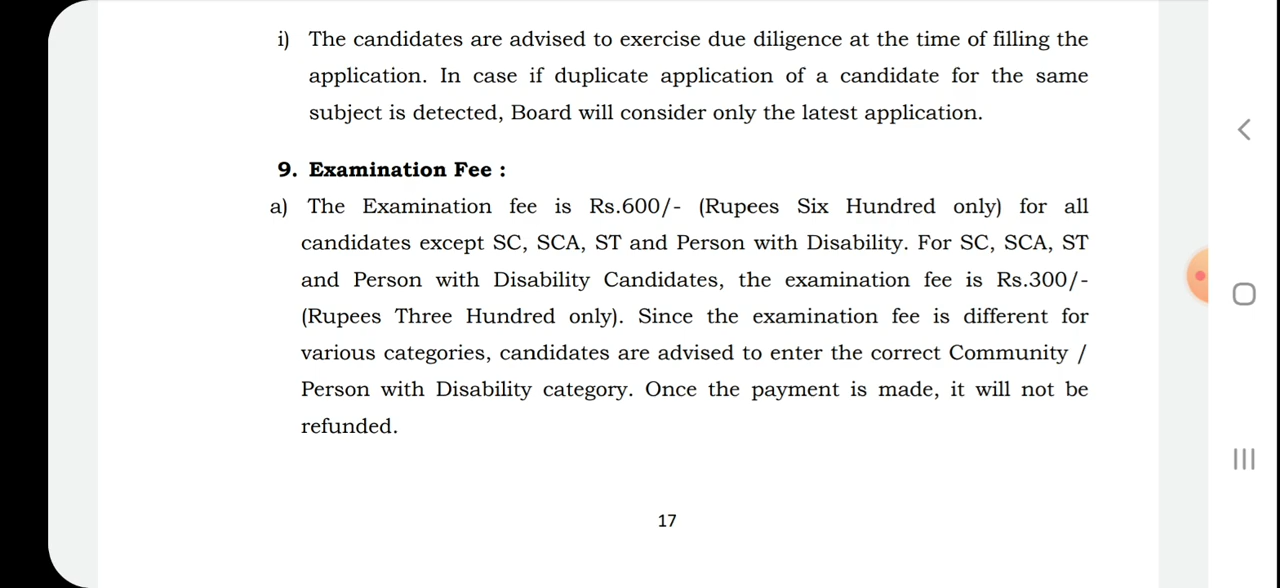 i) The candidates are advised to exercise due diligence at the time of filling the
application. In case if duplicate application of a candidate for the same
subject is detected, Board will consider only the latest application.
9. Examination Fee :
a) The Examination fee is Rs.600/- (Rupees Six Hundred only) for all
candidates except SC, SCA, ST and Person with Disability. For SC, SCA, ST
and Person with Disability Candidates, the examination fee is Rs.300/-
(Rupees Three Hundred only). Since the examination fee is different for
various categories, candidates are advised to enter the correct Community /
Person with Disability category. Once the payment is made, it will not be
refunded.
17